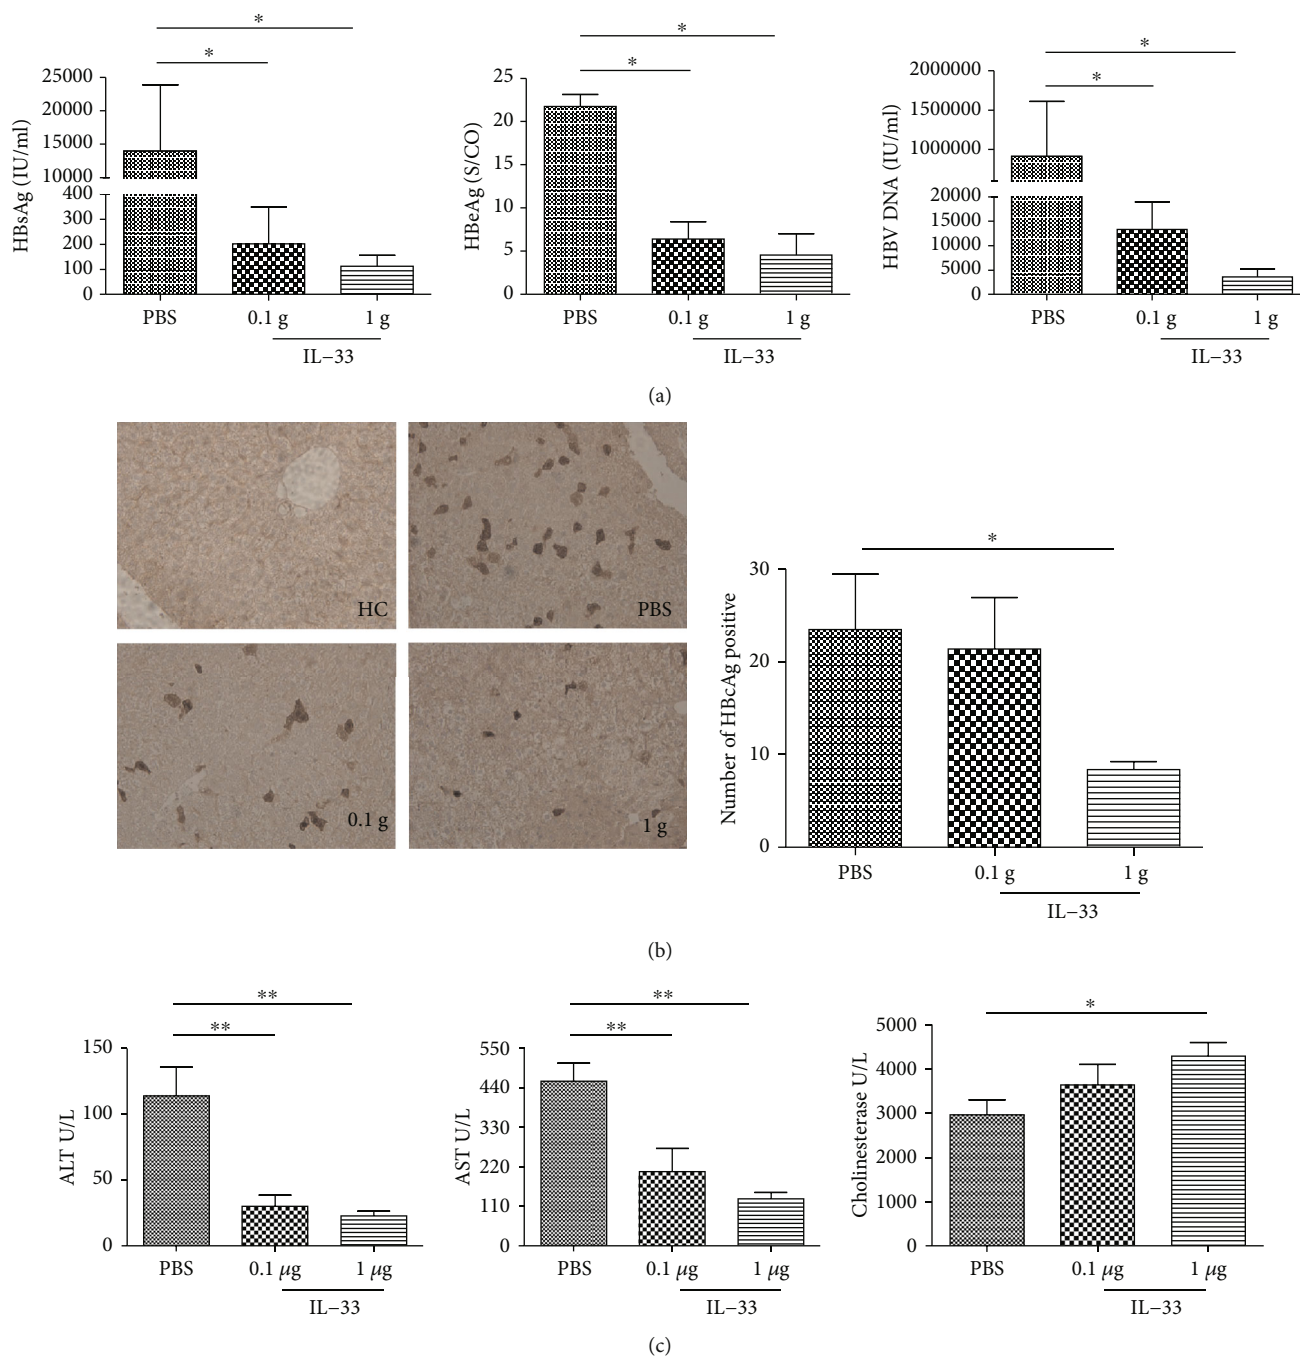 * * *
* * *
HBsAg (IU/ml)
25000
20000
15000
10000
400
300
200
100
0
PBS 0.1 g 1 g
IL−33
HBeAg (S/CO)
25
20
15
10
5
0
PBS 0.1 g 1 g
IL−33
HBV DNA (IU/ml)
2000000
1500000
1000000
20000
15000
10000
5000
0
PBS 0.1 g 1 g
IL−33
(a)
HC
PBS
0.1 g
1 g
*
Number of HBcAg positive
30
20
10
0
PBS 0.1 g 1 g
IL−33
(b)
**
**
ALT U/L
150
100
50
0
PBS 0.1 μg 1 μg
IL−33
**
**
AST U/L
550
440
330
220
110
0
PBS 0.1 μg 1 μg
IL−33
*
Cholinesterase U/L
5000
4000
3000
2000
1000
0
PBS 0.1 μg 1 μg
IL−33
(c)